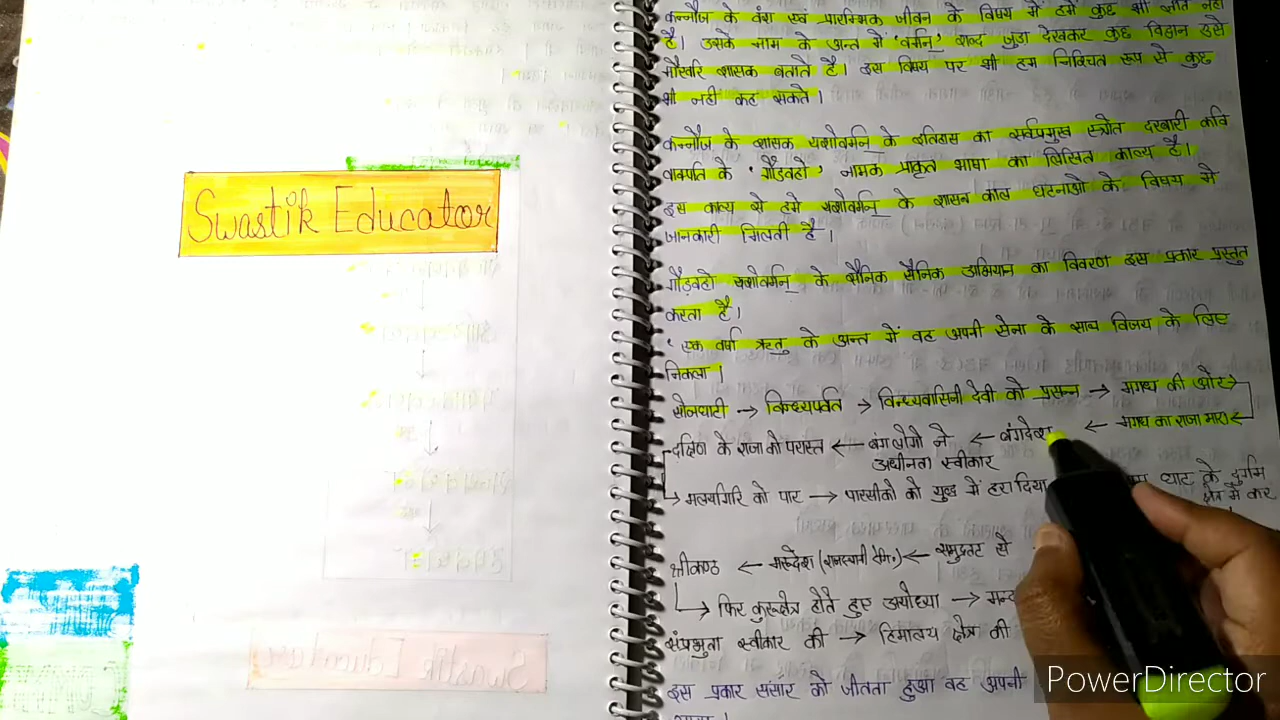 Swastik Educator
कन्नौज के वंश एवं प्रारम्भिक जीवन के विषय में हमें कुछ भी ज्ञात नहीं
है। उसके नाम के अन्त में 'वर्मन्' शब्द जुड़ा देखकर कुछ विद्वान उसे
मौखरि शासक बताते है। इस विषय पर भी हम निश्चित रूप से कुछ
भी नहीं कह सकते।
कन्नौज के शासक यशोवर्मन् के इतिहास का सर्वप्रमुख स्त्रोत दरबारी कवि
वाक्पति के 'गौडवहो' नामक प्राकृत भाषा का लिखित काव्य है।
इस काव्य से हमे यशोवर्मन् के शासन काल घटनाओं के विषय में
जानकारी मिलती है।
गौड़वहो यशोवर्मन् के सैनिक सैनिक अभियान का विवरण इस प्रकार प्रस्तुत
करता है।
'एक वर्षा ऋतु के अन्त में वह अपनी सेना के साथ विजय के लिए
निकला।
सोनघाटी → विन्ध्यपर्वत → विन्ध्यवासिनी देवी को प्रसन्न → मगध की ओर
दक्षिण के राजा को परास्त ← बंग लोगो ने ← बंगदेश ← मगध का राजा मारा
अधीनता स्वीकार
→ मलयगिरि को पार → पारसीको को युद्ध में हरा दिया घाट के दुर्गम
क्षेत्र में कर
श्रीकण्ठ ← मरूदेश (राजस्थानी रेगि०) ← समुद्रतट से
→ फिर कुरूक्षेत्र होते हुए अयोध्या →
संप्रभुता स्वीकार की → हिमालय क्षेत्र की
इस प्रकार संसार को जीतता हुआ वह अपनी
PowerDirector